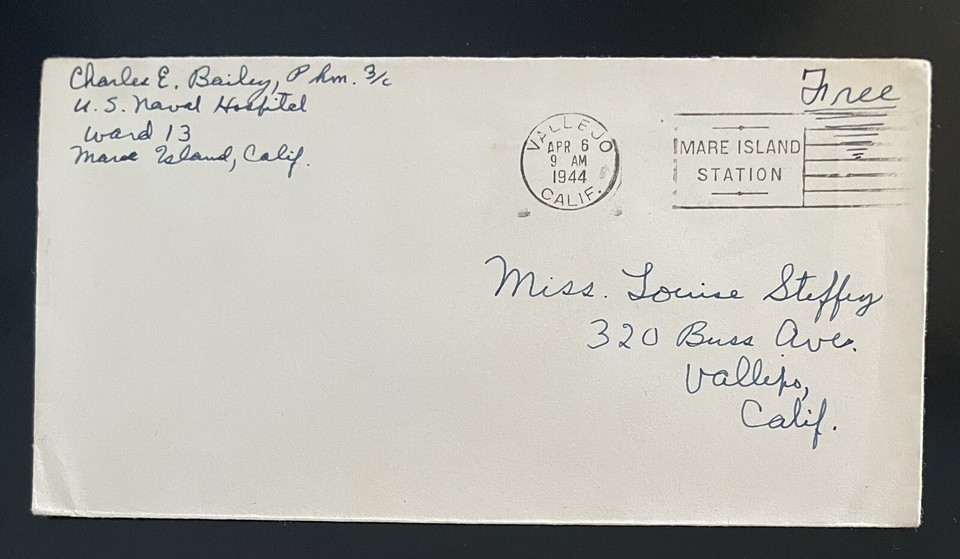 Charles E. Bailey, Phm. 3/c
U. S. Naval Hospital
Ward 13
Mare Island, Calif.
Free
VALLEJO
APR 6
9 AM
1944
CALIF.
MARE ISLAND
STATION
Miss. Louise Steffey
320 Buss Ave.
Vallejo,
Calif.